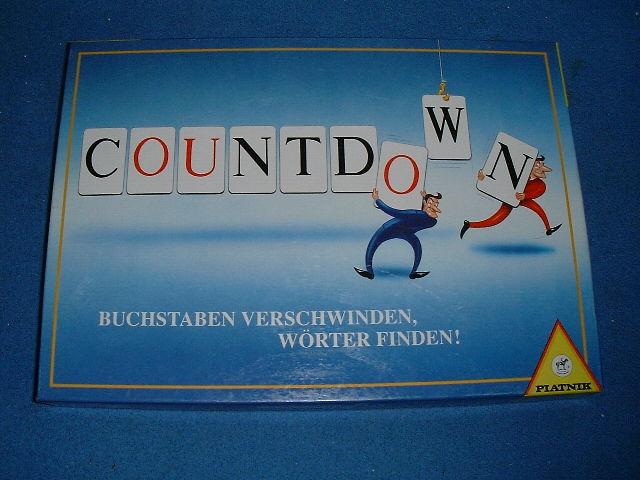 COUNTDOWN
BUCHSTABEN VERSCHWINDEN,
WÖRTER FINDEN!
PIATNIK